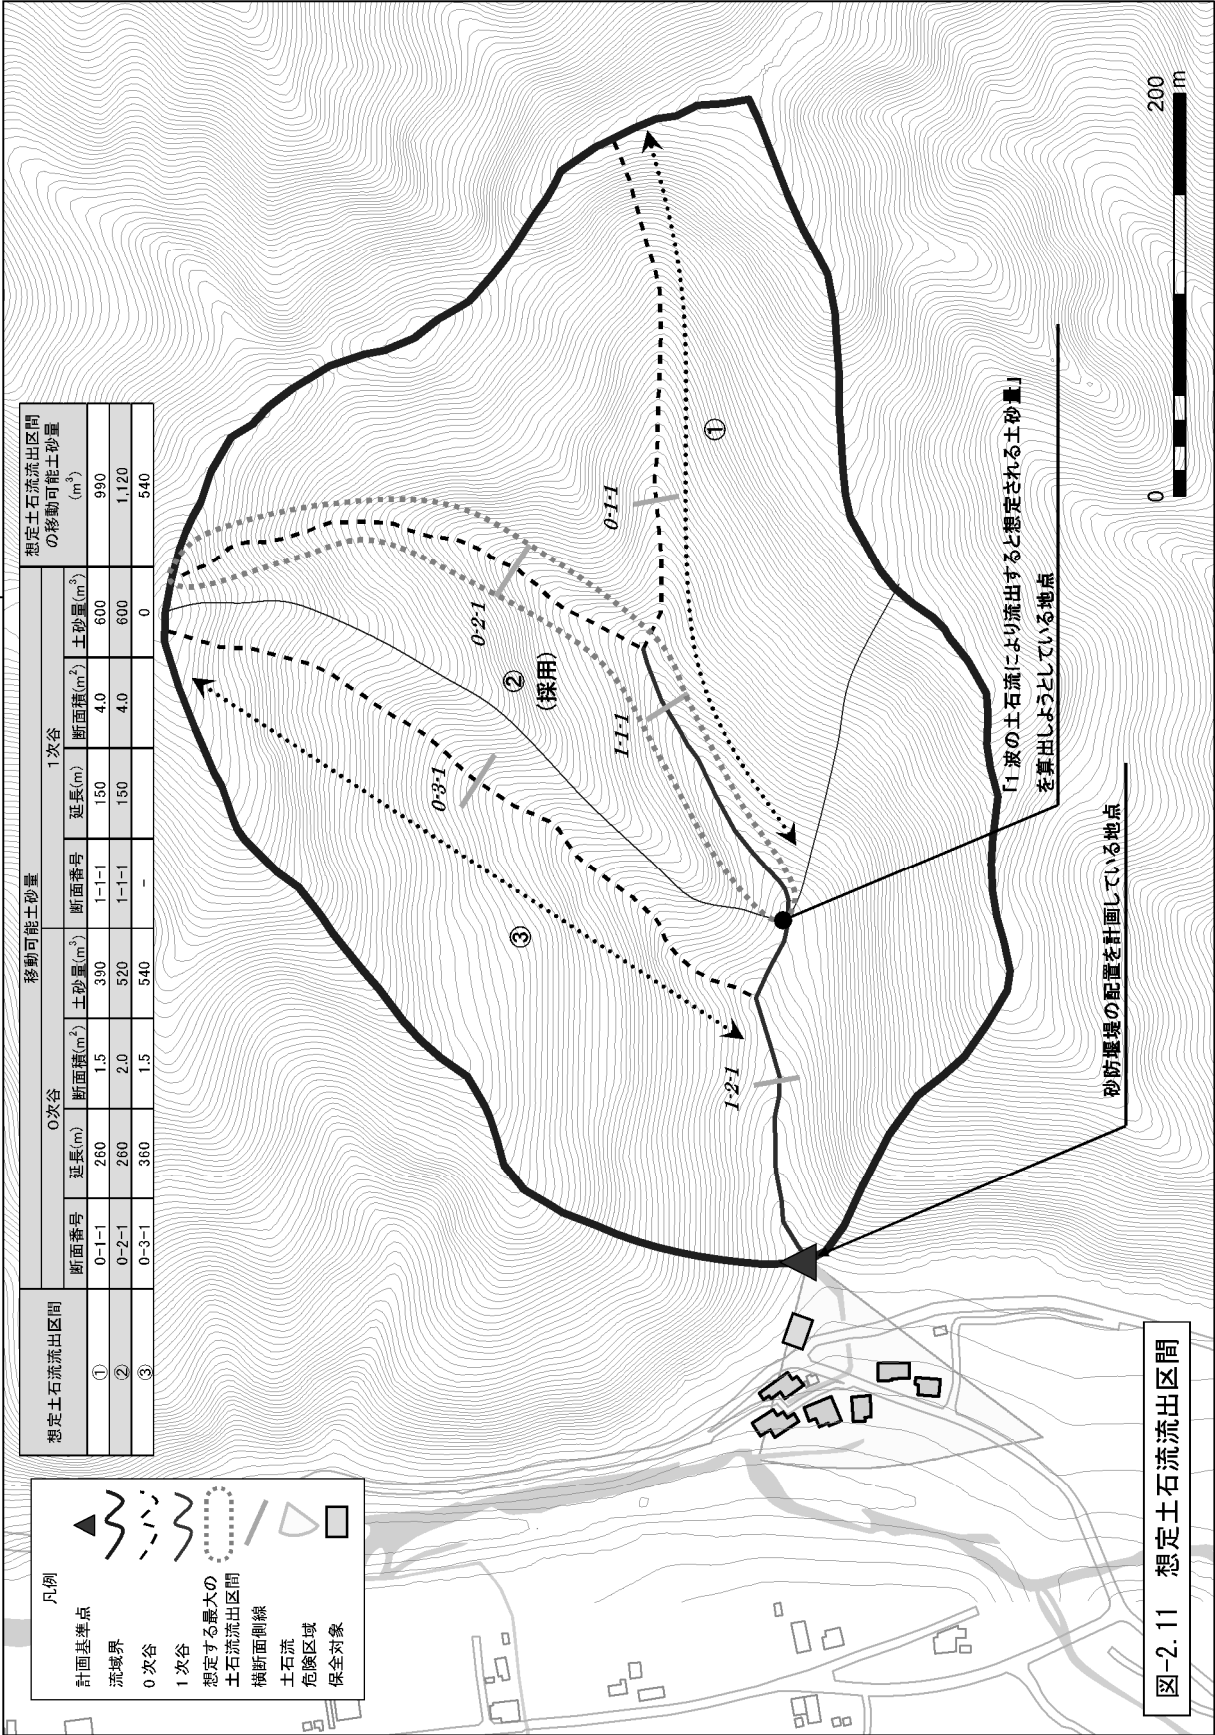 想定土石流流出区間
移動可能土砂量
想定土石流流出区間
の移動可能土砂量
(m³)
0次谷
1次谷
断面番号 延長(m) 断面積(m²) 土砂量(m³) 断面番号 延長(m) 断面積(m²) 土砂量(m³)
① 0-1-1 260 1.5 390 1-1-1 150 4.0 600 990
② 0-2-1 260 2.0 520 1-1-1 150 4.0 600 1,120
③ 0-3-1 360 1.5 540 - 0 540
凡例
計画基準点
流域界
0次谷
1次谷
想定する最大の
土石流流出区間
横断面側線
土石流
危険区域
保全対象
0-2-1
0-1-1
0-3-1
②
(採用)
1-1-1
①
③
1-2-1
「1波の土石流により流出すると想定される土砂量」
を算出しようとしている地点
砂防堰堤の配置を計画している地点
0 200
m
図-2.11 想定土石流流出区間